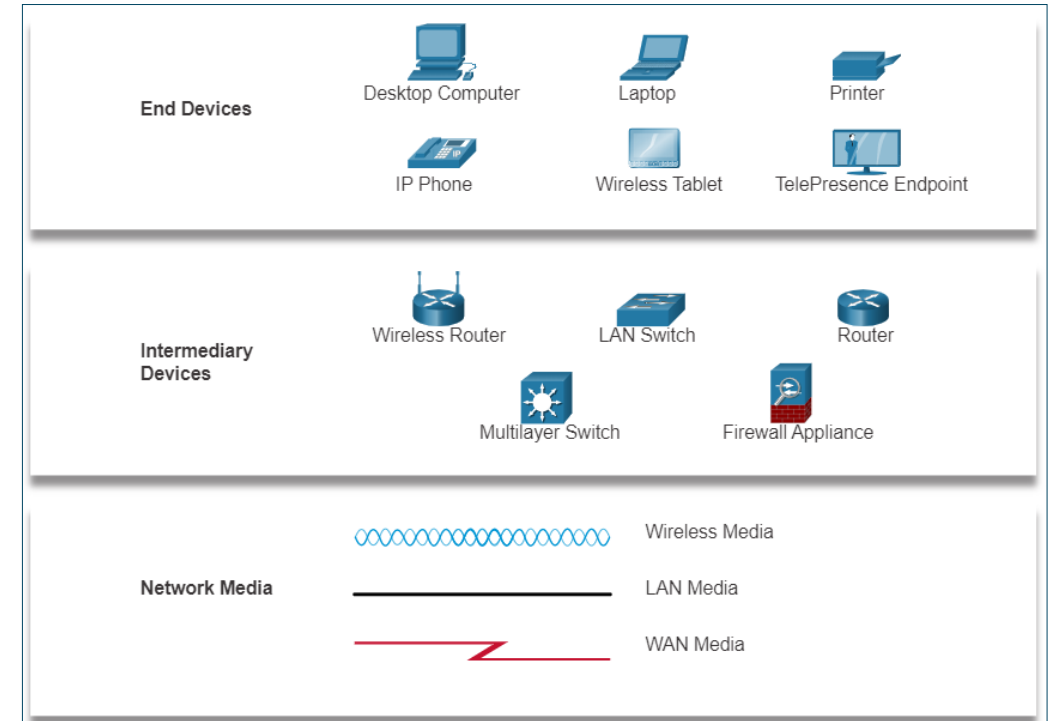 Desktop Computer
Laptop
Printer
End Devices
IP
IP Phone
Wireless Tablet
TelePresence Endpoint
Wireless Router
LAN Switch
Router
Intermediary
Devices
Multilayer Switch
Firewall Appliance
Wireless Media
Network Media
LAN Media
WAN Media